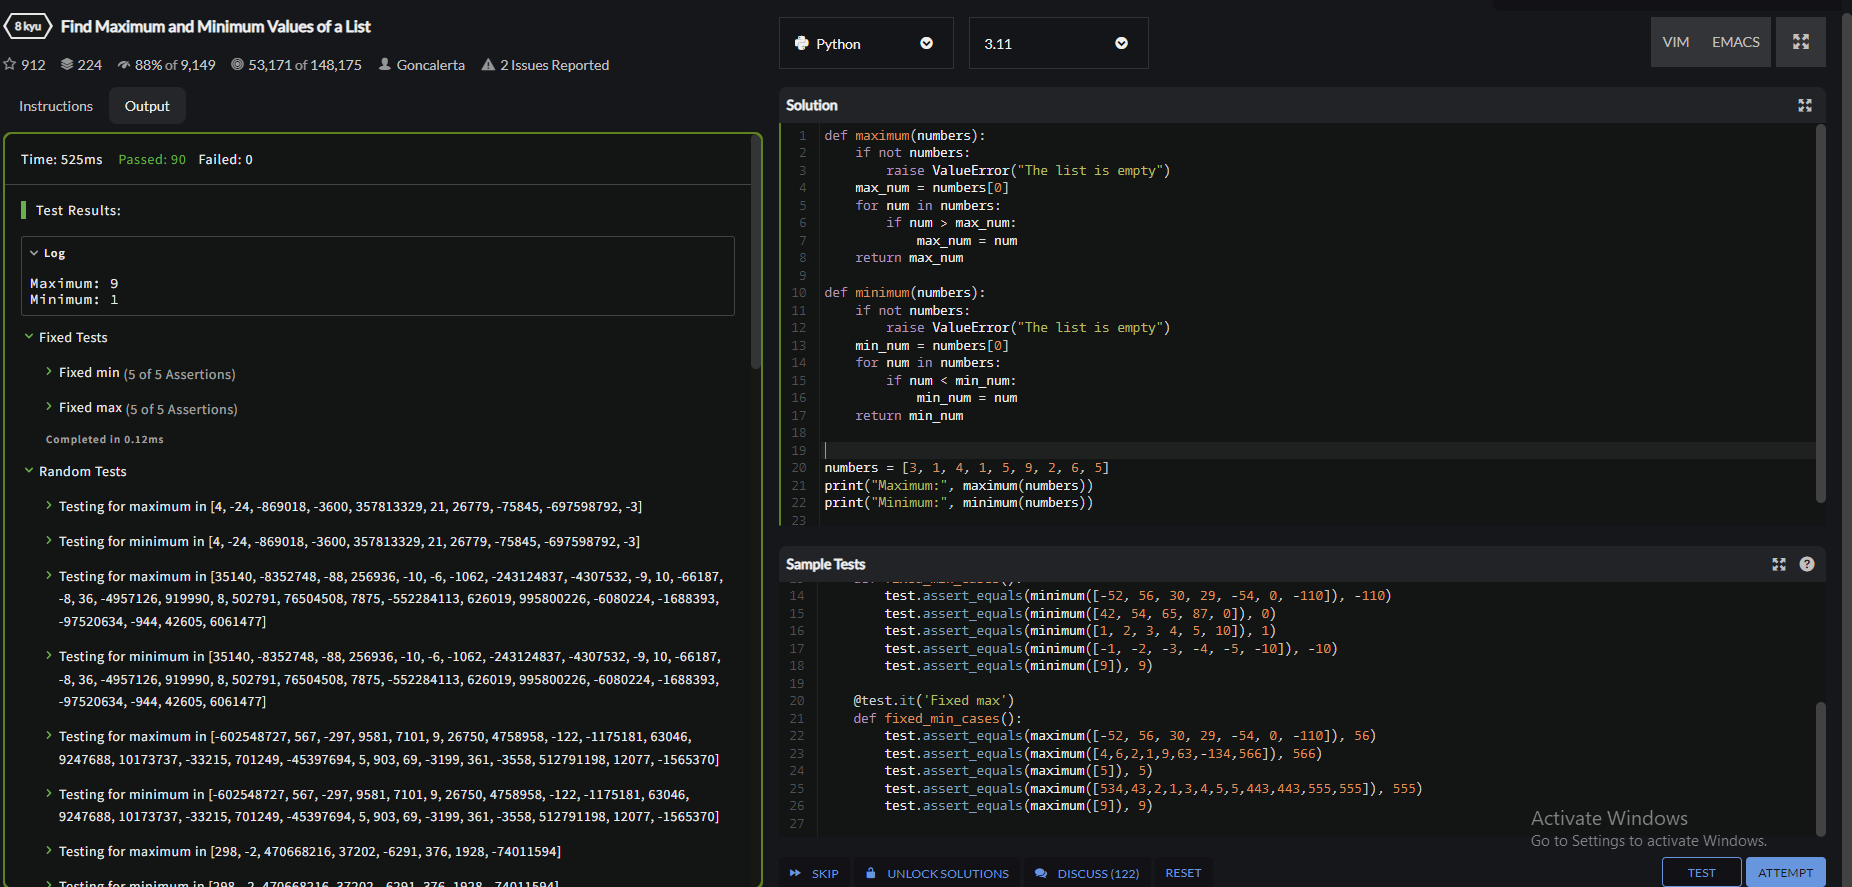 8 kyu Find Maximum and Minimum Values of a List
912 224 88% of 9,149 53,171 of 148,175 Goncalerta 2 Issues Reported
Instructions Output
Time: 525ms Passed: 90 Failed: 0
Test Results:
Log
Maximum: 9
Minimum: 1
Fixed Tests
Fixed min (5 of 5 Assertions)
Fixed max (5 of 5 Assertions)
Completed in 0.12ms
Random Tests
Testing for maximum in [4, -24, -869018, -3600, 357813329, 21, 26779, -75845, -697598792, -3]
Testing for minimum in [4, -24, -869018, -3600, 357813329, 21, 26779, -75845, -697598792, -3]
Testing for maximum in [35140, -8352748, -88, 256936, -10, -6, -1062, -243124837, -4307532, -9, 10, -66187,
-8, 36, -4957126, 919990, 8, 502791, 76504508, 7875, -552284113, 626019, 995800226, -6080224, -1688393,
-97520634, -944, 42605, 6061477]
Testing for minimum in [35140, -8352748, -88, 256936, -10, -6, -1062, -243124837, -4307532, -9, 10, -66187,
-8, 36, -4957126, 919990, 8, 502791, 76504508, 7875, -552284113, 626019, 995800226, -6080224, -1688393,
-97520634, -944, 42605, 6061477]
Testing for maximum in [-602548727, 567, -297, 9581, 7101, 9, 26750, 4758958, -122, -1175181, 63046,
9247688, 10173737, -33215, 701249, -45397694, 5, 903, 69, -3199, 361, -3558, 512791198, 12077, -1565370]
Testing for minimum in [-602548727, 567, -297, 9581, 7101, 9, 26750, 4758958, -122, -1175181, 63046,
9247688, 10173737, -33215, 701249, -45397694, 5, 903, 69, -3199, 361, -3558, 512791198, 12077, -1565370]
Testing for maximum in [298, -2, 470668216, 37202, -6291, 376, 1928, -74011594]
Testing for minimum in [298, -2, 470668216, 37202, -6291, 376, 1928, -74011594]
Python 3.11 VIM EMACS
Solution
1 def maximum(numbers):
2 if not numbers:
3 raise ValueError("The list is empty")
4 max_num = numbers[0]
5 for num in numbers:
6 if num > max_num:
7 max_num = num
8 return max_num
9
10 def minimum(numbers):
11 if not numbers:
12 raise ValueError("The list is empty")
13 min_num = numbers[0]
14 for num in numbers:
15 if num < min_num:
16 min_num = num
17 return min_num
18
19
20 numbers = [3, 1, 4, 1, 5, 9, 2, 6, 5]
21 print("Maximum:", maximum(numbers))
22 print("Minimum:", minimum(numbers))
23
Sample Tests
13 def fixed_min_cases():
14 test.assert_equals(minimum([-52, 56, 30, 29, -54, 0, -110]), -110)
15 test.assert_equals(minimum([42, 54, 65, 87, 0]), 0)
16 test.assert_equals(minimum([1, 2, 3, 4, 5, 10]), 1)
17 test.assert_equals(minimum([-1, -2, -3, -4, -5, -10]), -10)
18 test.assert_equals(minimum([9]), 9)
19
20 @test.it('Fixed max')
21 def fixed_min_cases():
22 test.assert_equals(maximum([-52, 56, 30, 29, -54, 0, -110]), 56)
23 test.assert_equals(maximum([4,6,2,1,9,63,-134,566]), 566)
24 test.assert_equals(maximum([5]), 5)
25 test.assert_equals(maximum([534,43,2,1,3,4,5,5,443,443,555,555]), 555)
26 test.assert_equals(maximum([9]), 9)
27
Activate Windows
Go to Settings to activate Windows.
SKIP UNLOCK SOLUTIONS DISCUSS (122) RESET TEST ATTEMPT